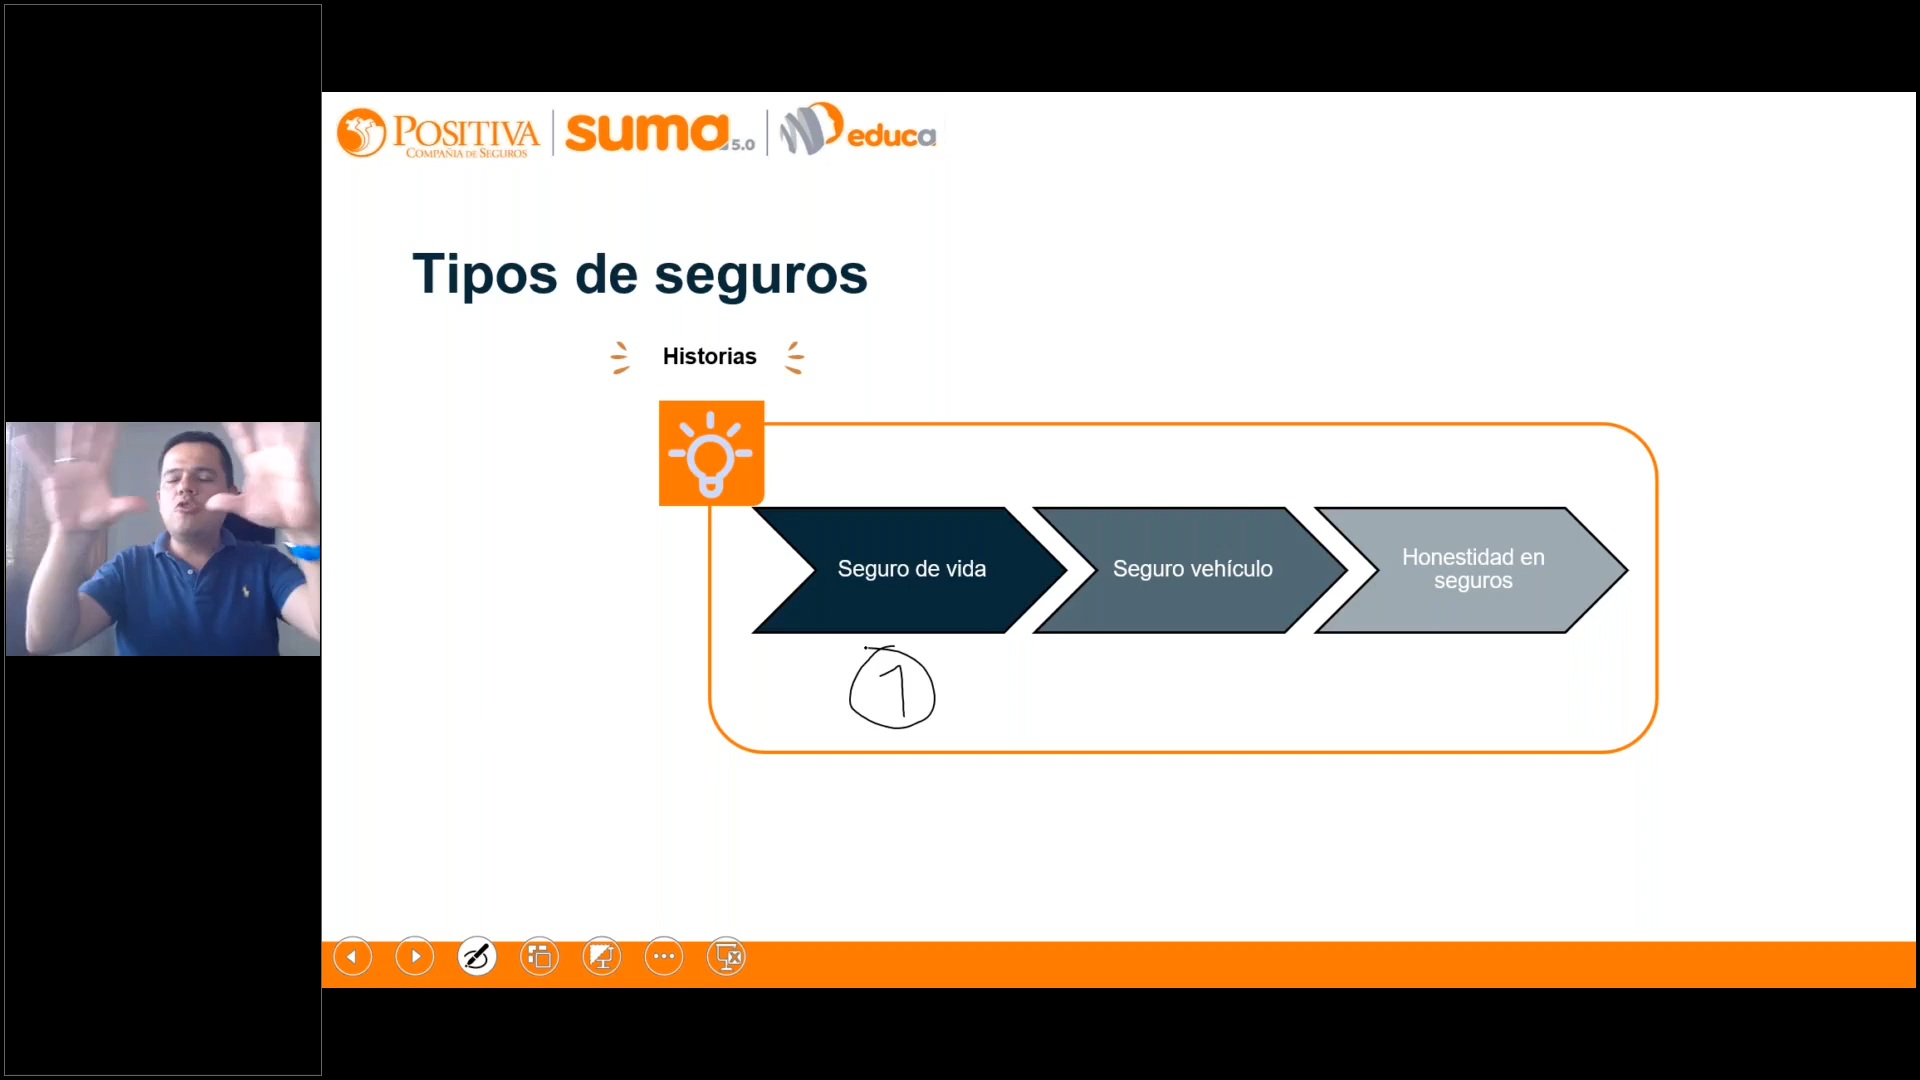 POSITIVA
COMPAÑIA DE SEGUROS
suma 5.0
educa
Tipos de seguros
Historias
Seguro de vida
Seguro vehículo
Honestidad en
seguros
1